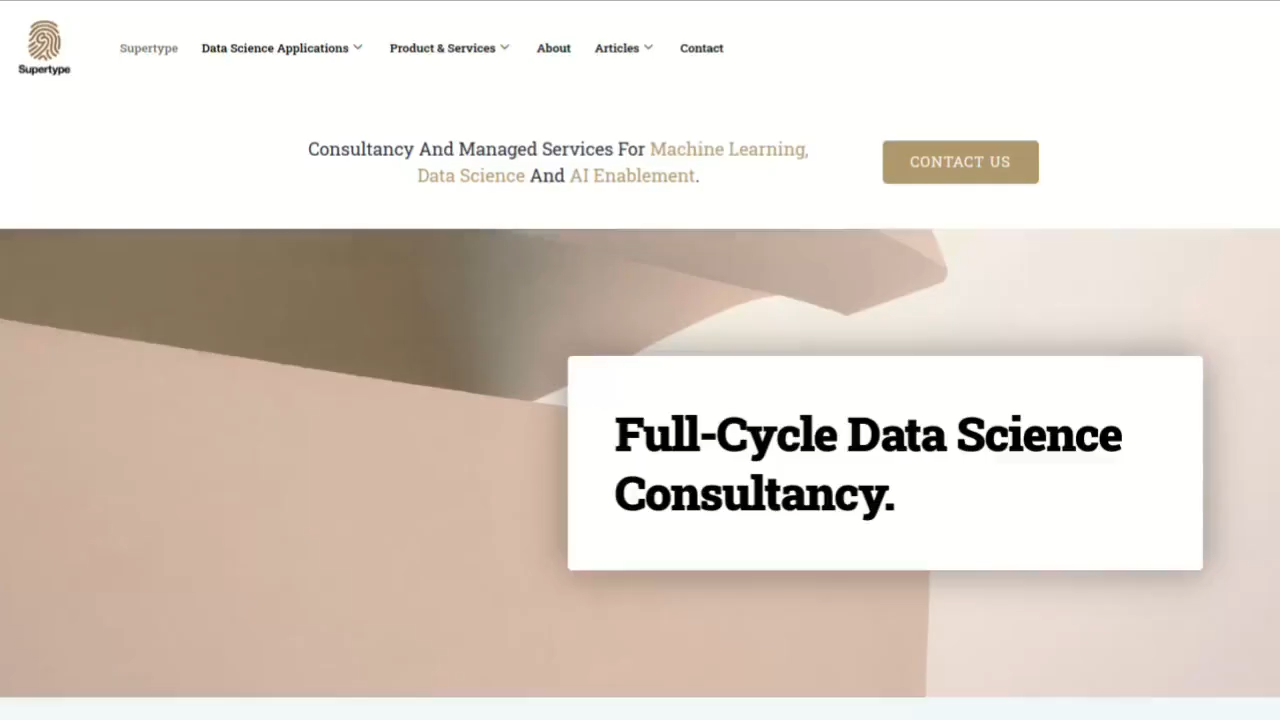 Supertype
Supertype Data Science Applications Product & Services About Articles Contact
Consultancy And Managed Services For Machine Learning,
Data Science And AI Enablement.
CONTACT US
Full-Cycle Data Science
Consultancy.